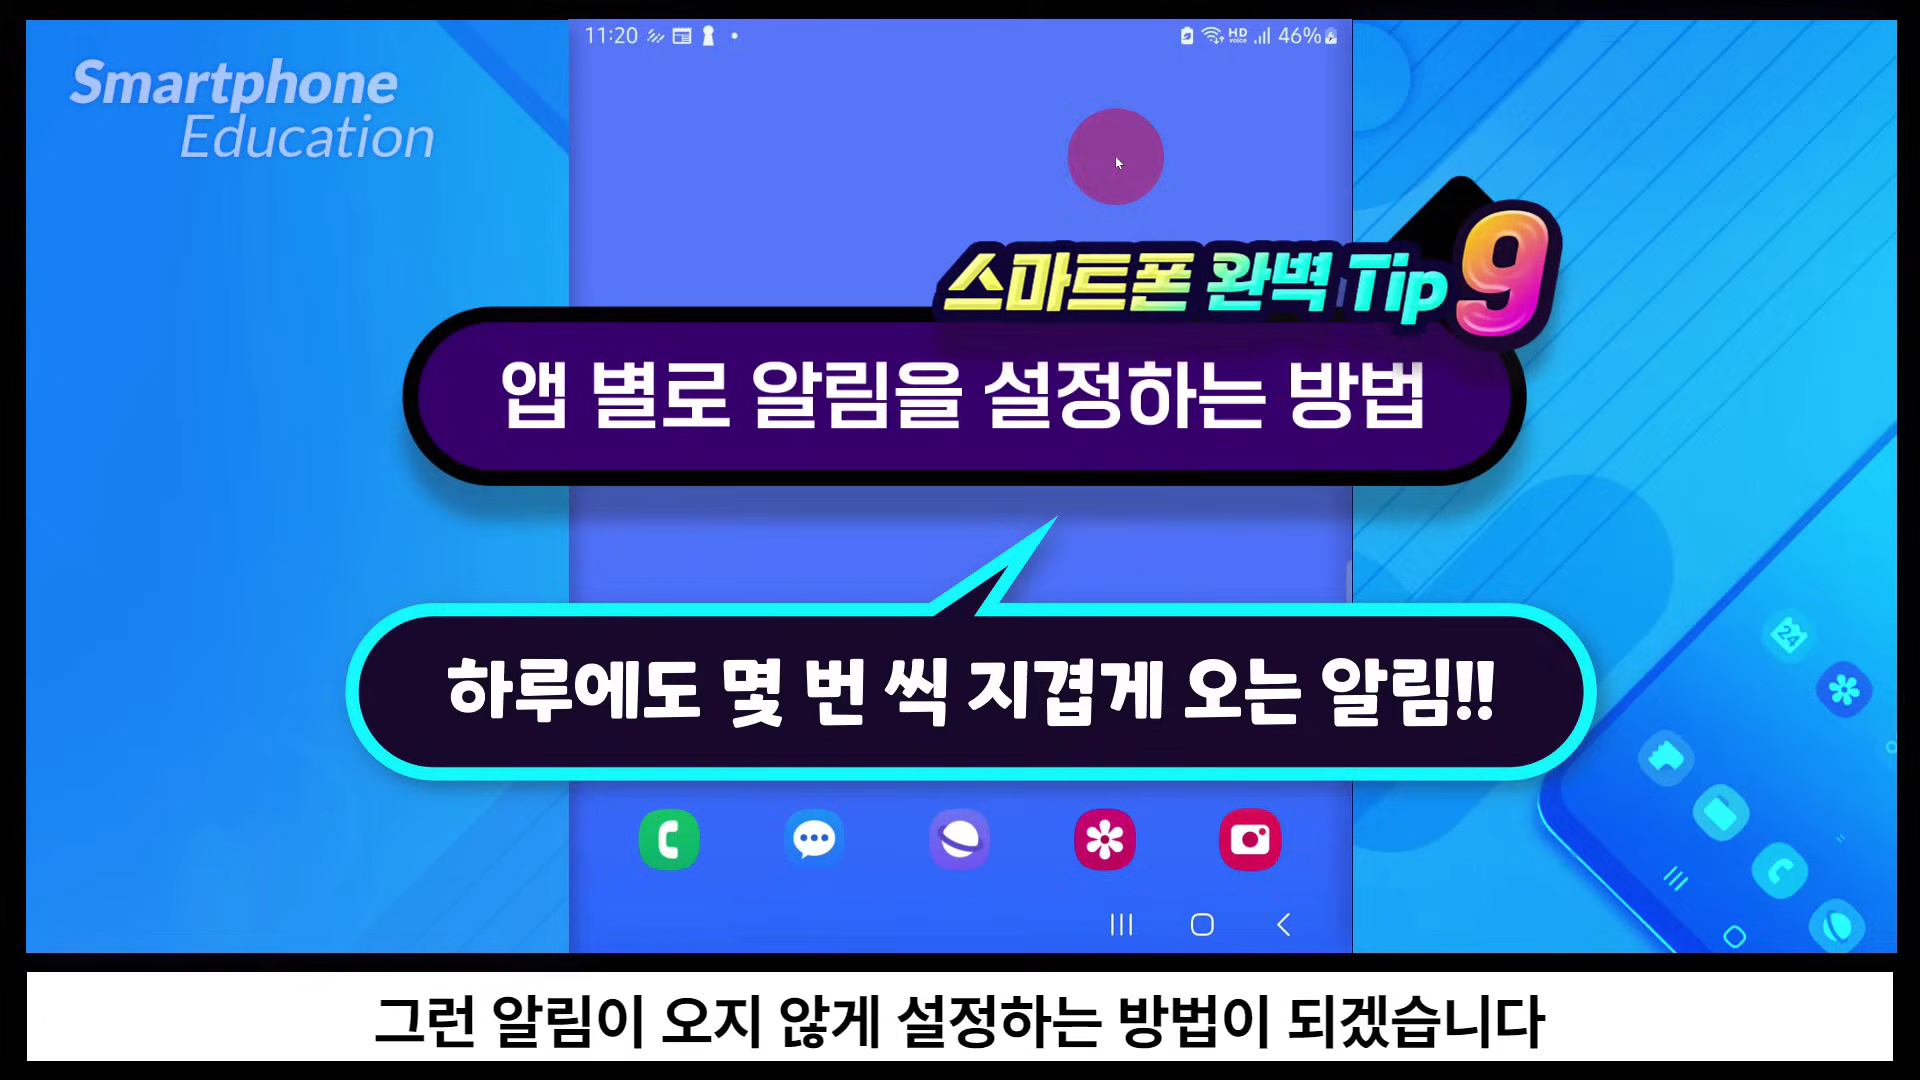 Smartphone
Education
11:20
HD
voice
46%
스마트폰 완벽 Tip 9
앱 별로 알림을 설정하는 방법
하루에도 몇 번 씩 지겹게 오는 알림!!
24
그런 알림이 오지 않게 설정하는 방법이 되겠습니다